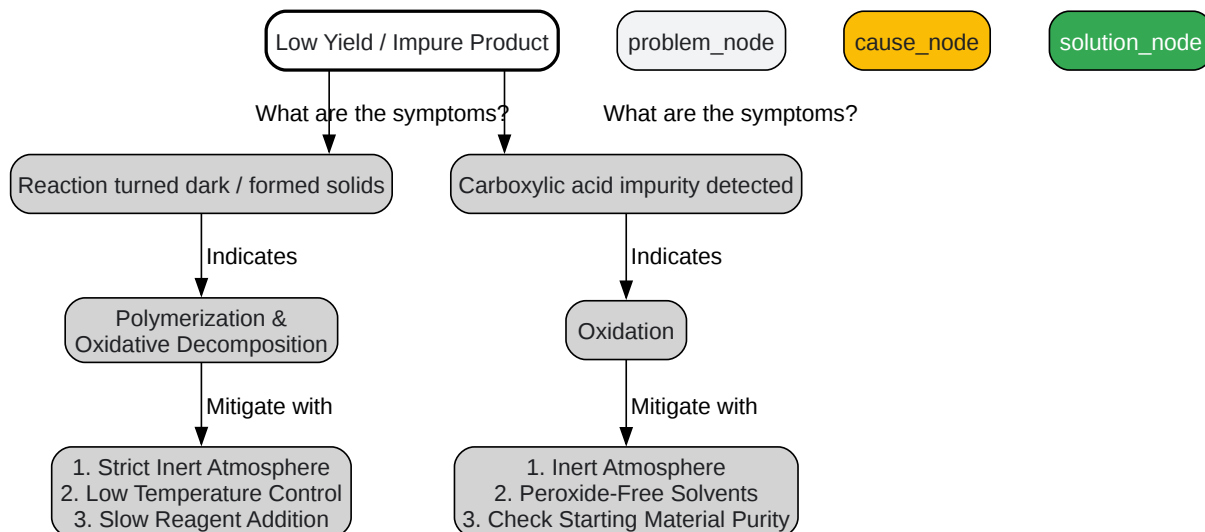 Low Yield / Impure Product
problem_node
cause_node
solution_node
What are the symptoms?
What are the symptoms?
Reaction turned dark / formed solids
Carboxylic acid impurity detected
Indicates
Indicates
Polymerization &
Oxidative Decomposition
Oxidation
Mitigate with
Mitigate with
1. Strict Inert Atmosphere
2. Low Temperature Control
3. Slow Reagent Addition
1. Inert Atmosphere
2. Peroxide-Free Solvents
3. Check Starting Material Purity